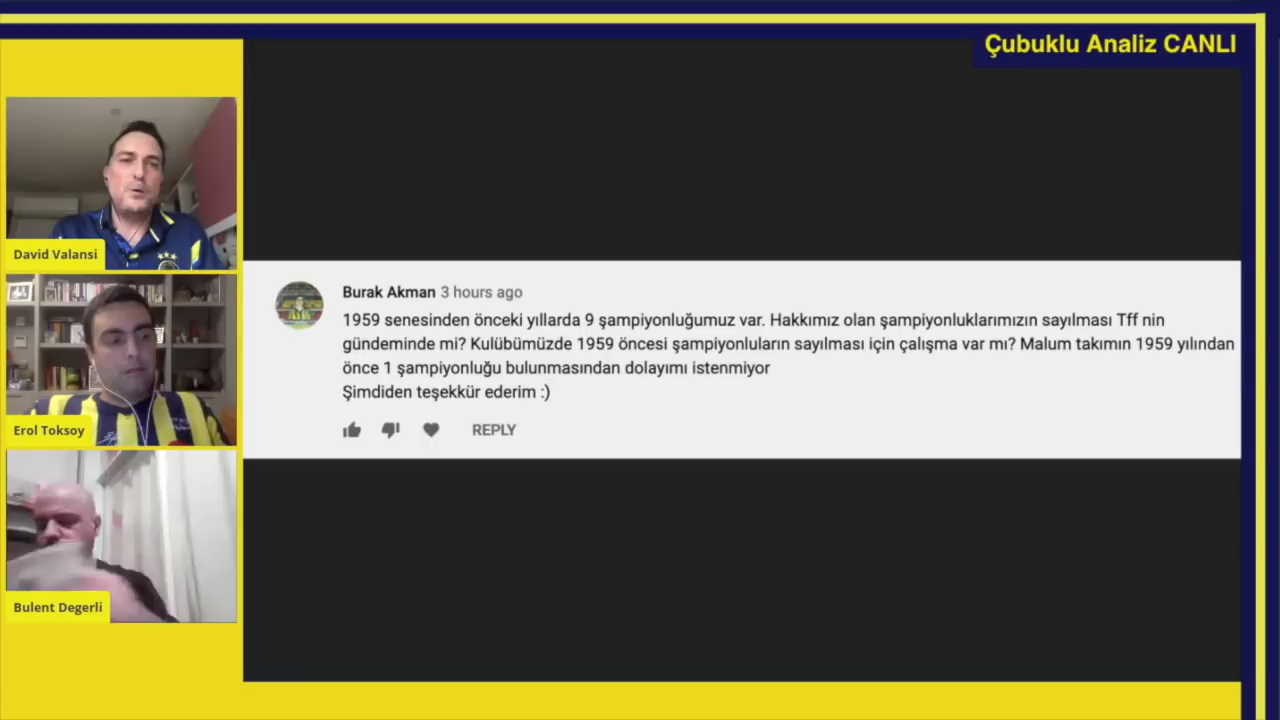 Çubuklu Analiz CANLI
David Valansi
Erol Toksoy
Bulent Degerli
Burak Akman 3 hours ago
1959 senesinden önceki yıllarda 9 şampiyonluğumuz var. Hakkımız olan şampiyonluklarımızın sayılması Tff nin
gündeminde mi? Kulübümüzde 1959 öncesi şampiyonluların sayılması için çalışma var mı? Malum takımın 1959 yılından
önce 1 şampiyonluğu bulunmasından dolayımı istenmiyor
Şimdiden teşekkür ederim :)
REPLY